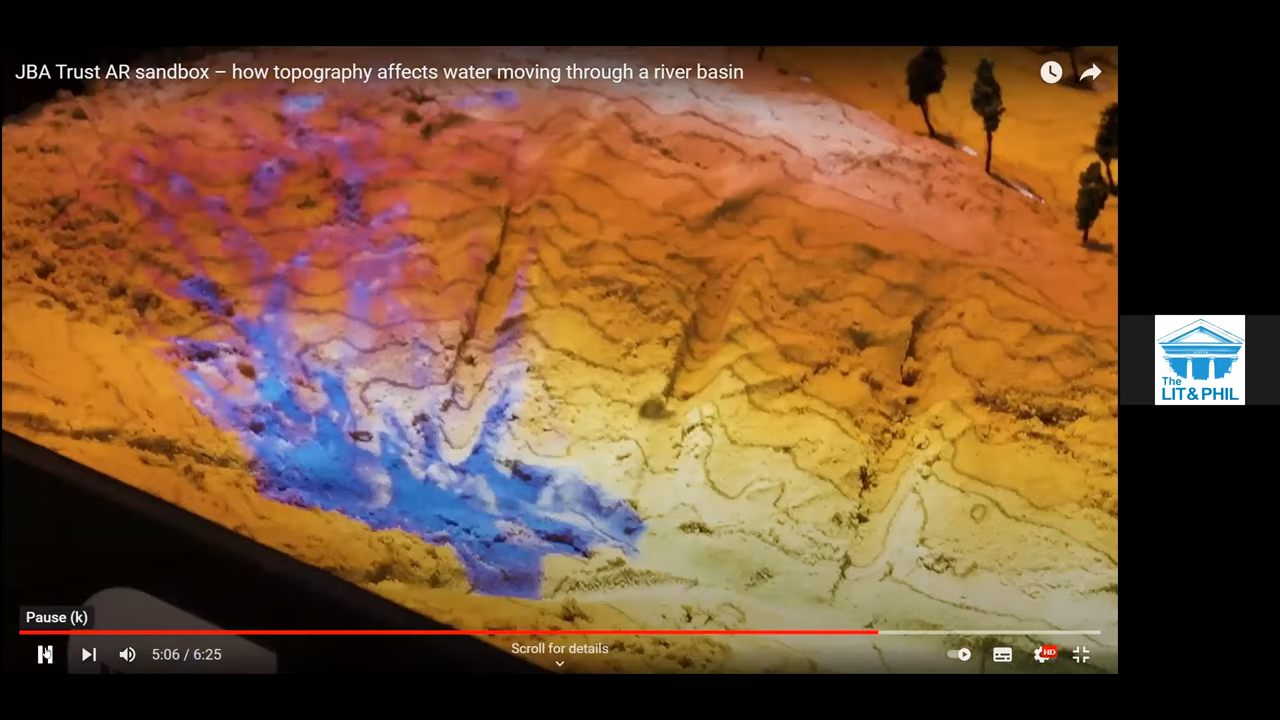 JBA Trust AR sandbox – how topography affects water moving through a river basin
The
LIT & PHIL
Pause (k)
5:06 / 6:25
Scroll for details
HD